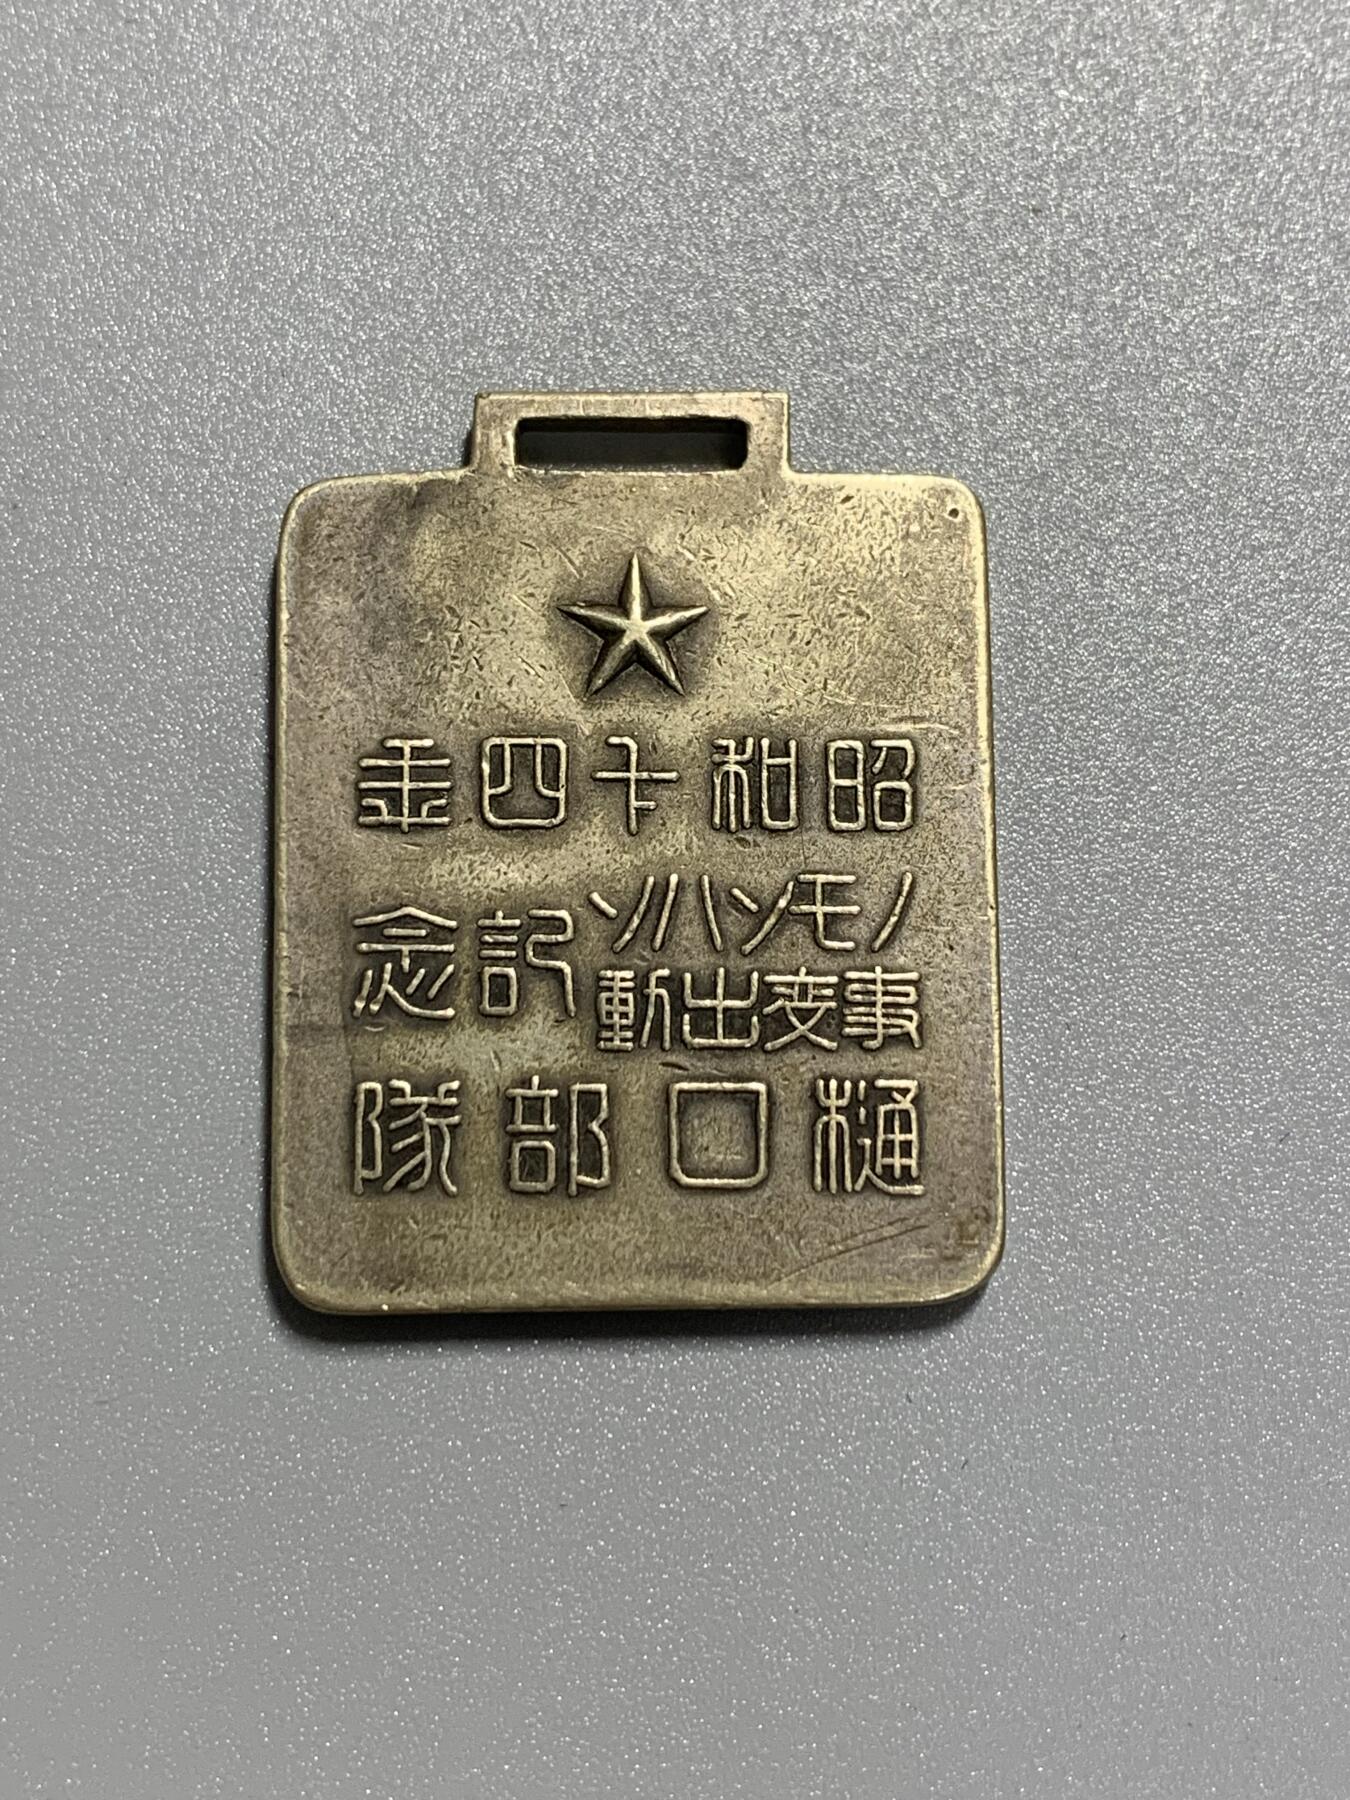 昭和十四年
ノモンハン
事変出動
記念
樋口部隊